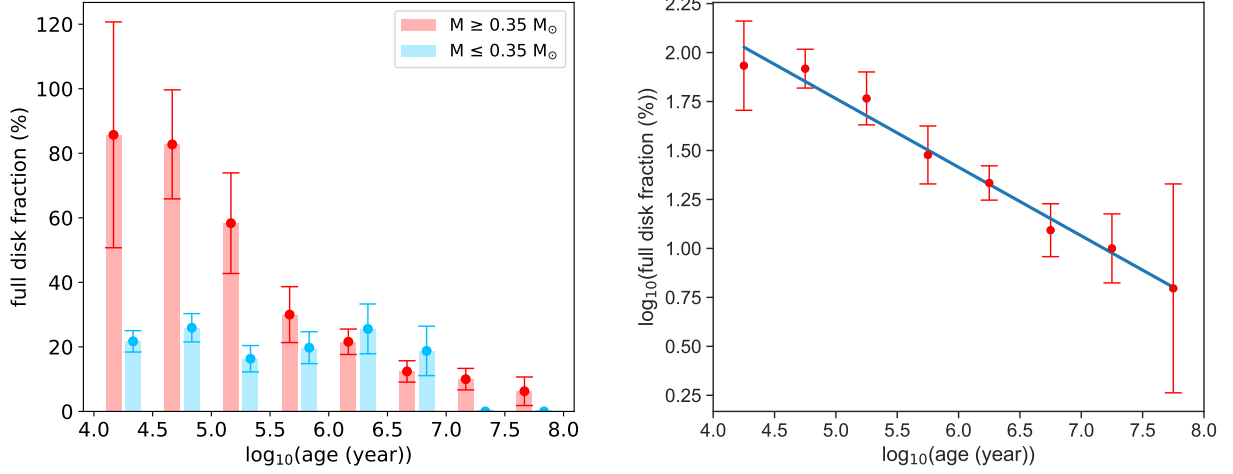 full disk fraction (%)
120
100
80
60
40
20
0
M ≥ 0.35 M⊙
M ≤ 0.35 M⊙
4.0 4.5 5.0 5.5 6.0 6.5 7.0 7.5 8.0
log10(age (year))
log10(full disk fraction (%))
2.25
2.00
1.75
1.50
1.25
1.00
0.75
0.50
0.25
4.0 4.5 5.0 5.5 6.0 6.5 7.0 7.5 8.0
log10(age (year))